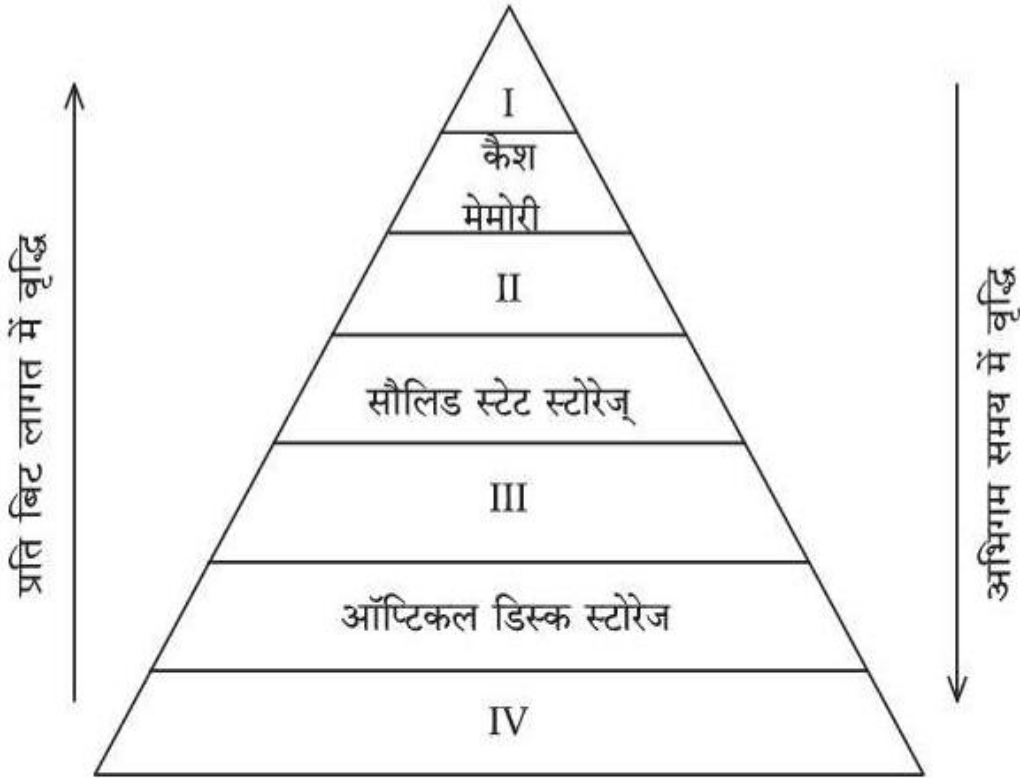 I
कैश
मेमोरी
II
सौलिड स्टेट स्टोरेज्
III
ऑप्टिकल डिस्क स्टोरेज
IV
प्रति बिट लागत में वृद्धि
अभिगम समय में वृद्धि